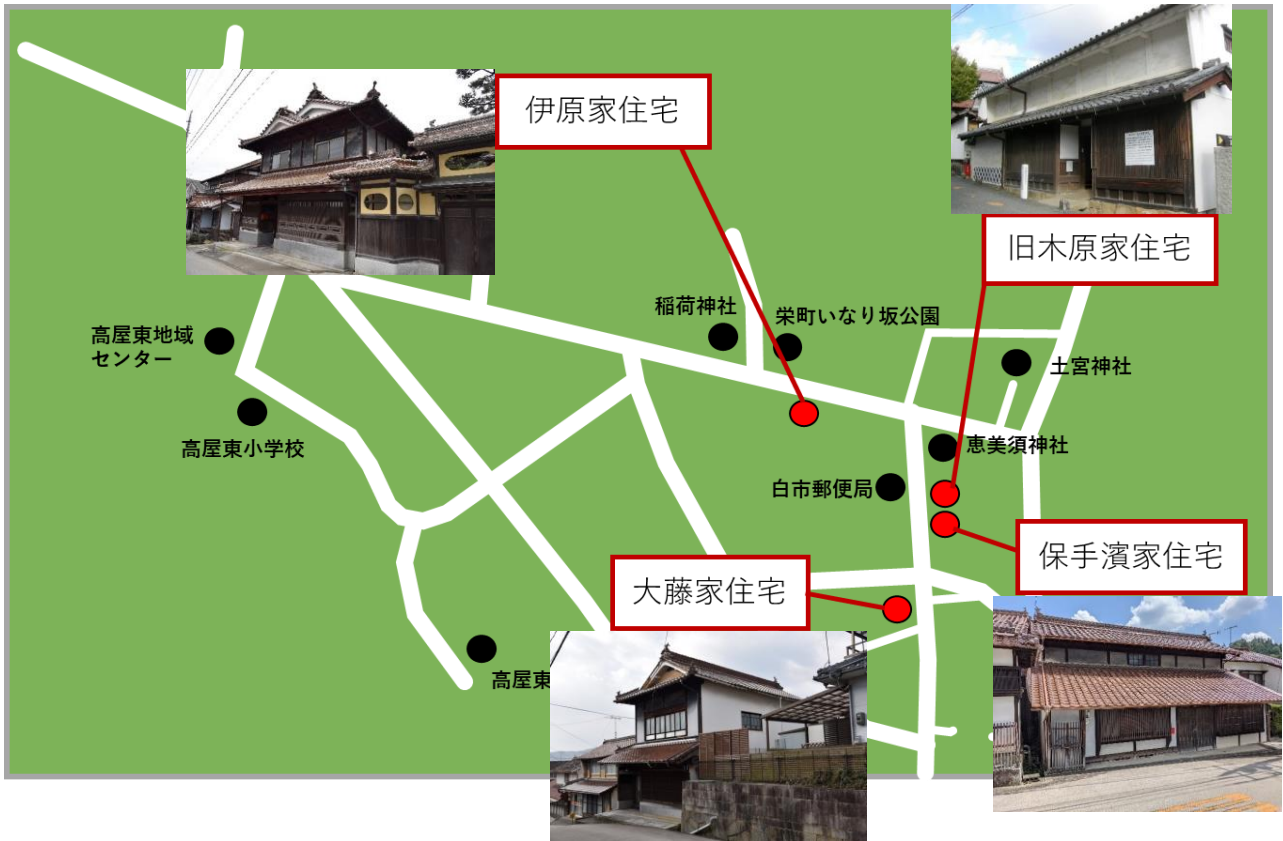 伊原家住宅
旧木原家住宅
稲荷神社
栄町いなり坂公園
高屋東地域
センター
土宮神社
高屋東小学校
恵美須神社
白市郵便局
保手濱家住宅
大藤家住宅
高屋東